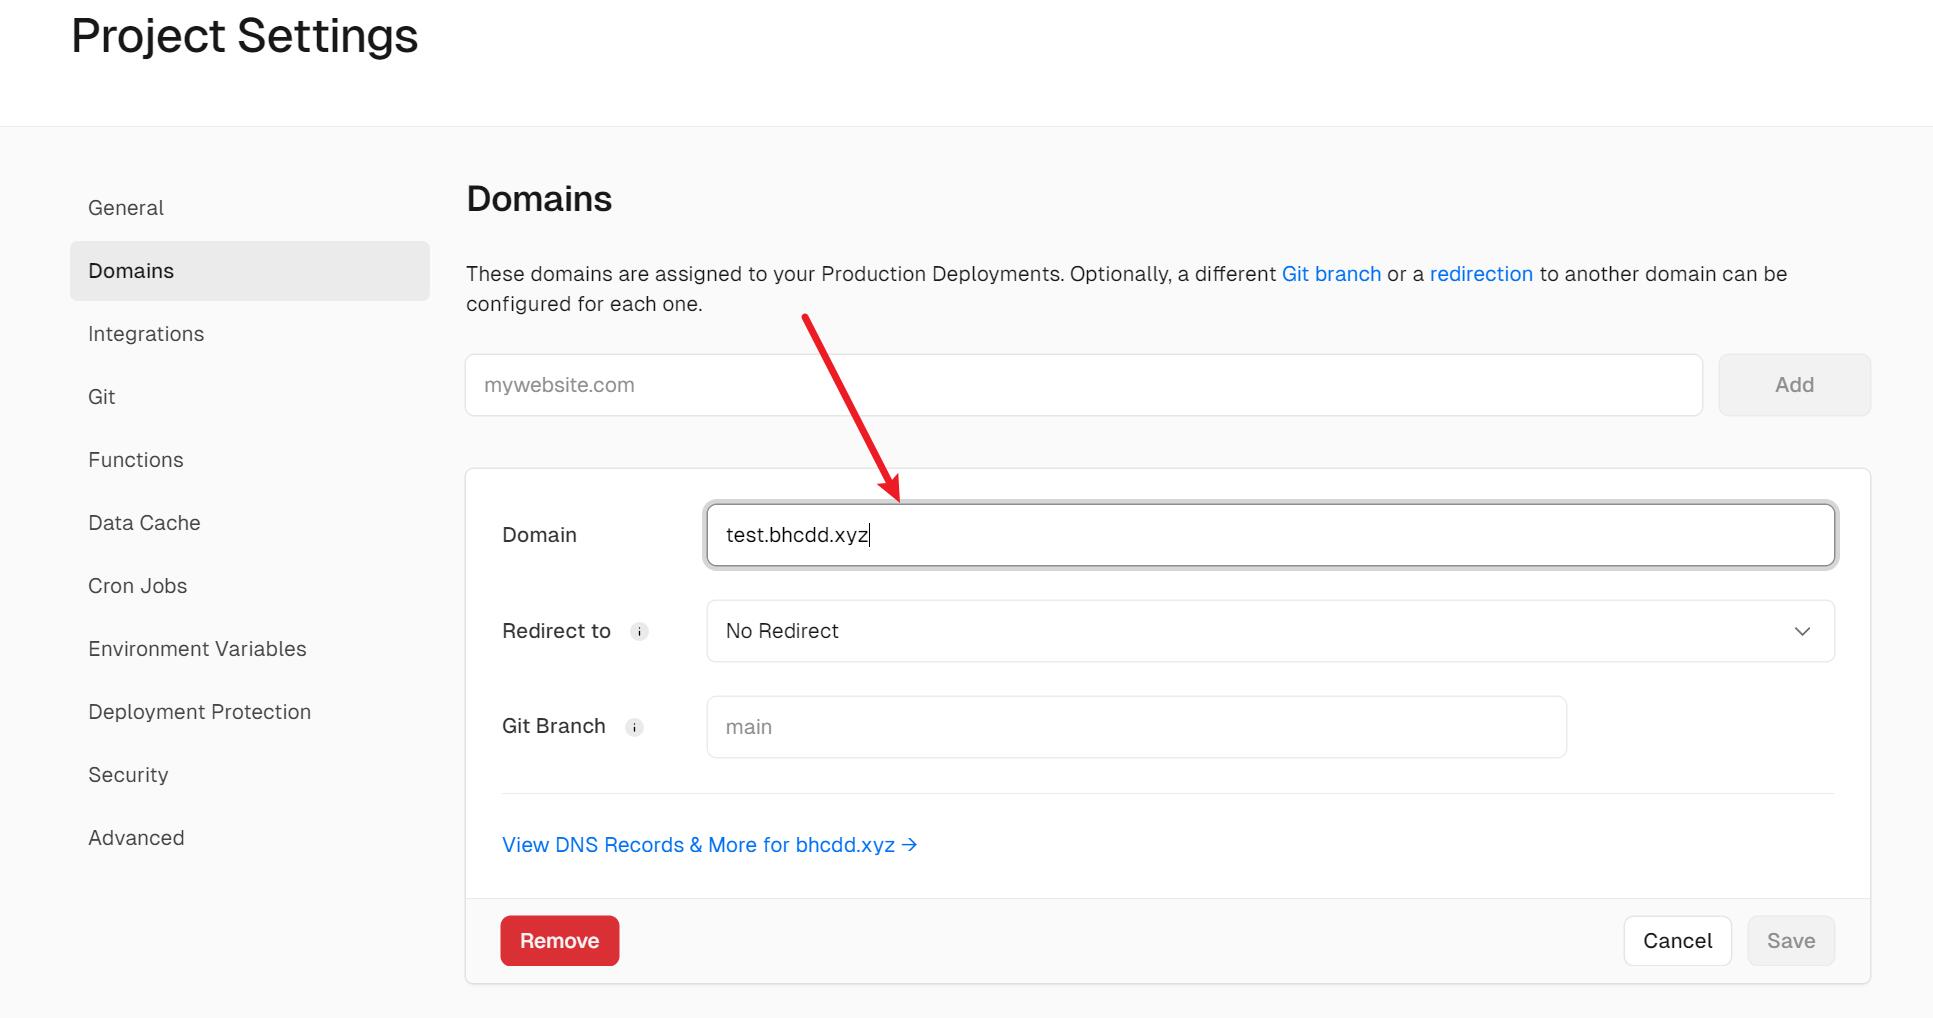 Project Settings
General
Domains
Integrations
Git
Functions
Data Cache
Cron Jobs
Environment Variables
Deployment Protection
Security
Advanced
Domains
These domains are assigned to your Production Deployments. Optionally, a different Git branch or a redirection to another domain can be
configured for each one.
mywebsite.com
Add
Domain
test.bhcdd.xyz
Redirect to i
No Redirect
Git Branch i
main
View DNS Records & More for bhcdd.xyz →
Remove
Cancel
Save